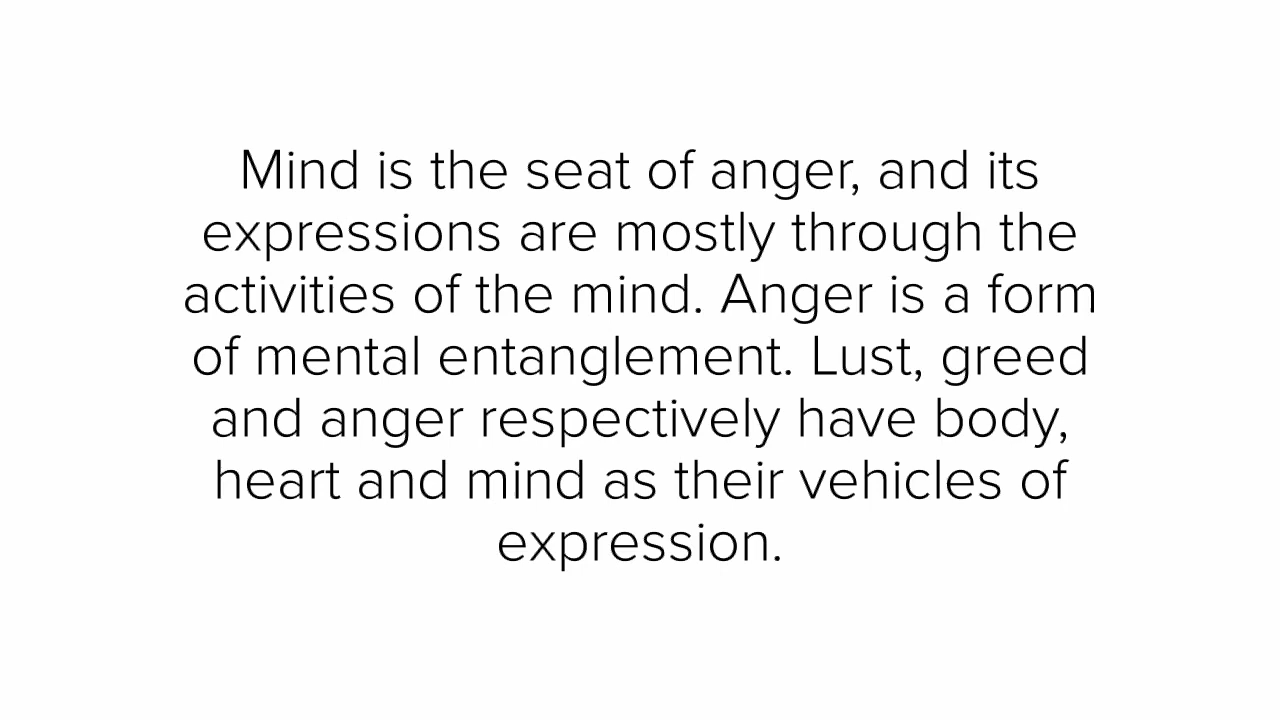 Mind is the seat of anger, and its
expressions are mostly through the
activities of the mind. Anger is a form
of mental entanglement. Lust, greed
and anger respectively have body,
heart and mind as their vehicles of
expression.